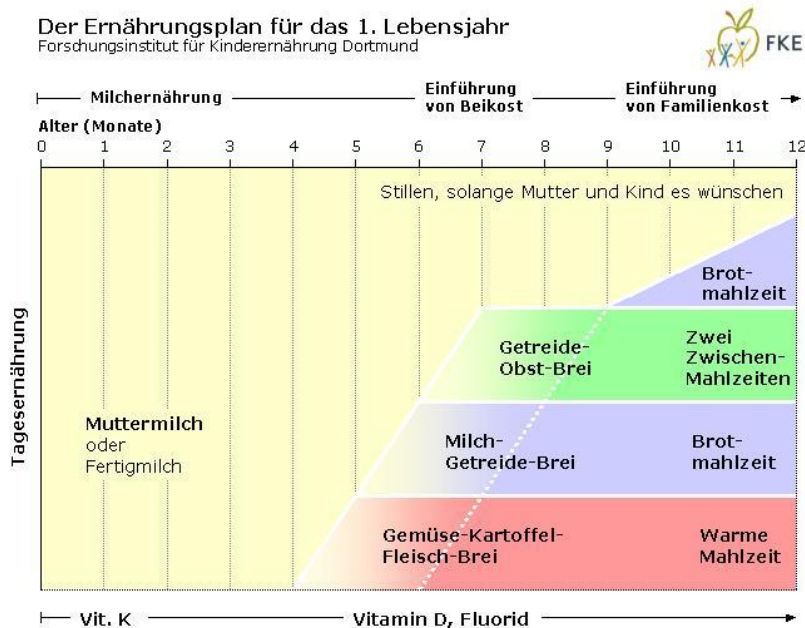 Der Ernährungsplan für das 1. Lebensjahr
Forschungsinstitut für Kinderernährung Dortmund
FKE
Milchernährung
Einführung
von Beikost
Einführung
von Familienkost
Alter (Monate)
0 1 2 3 4 5 6 7 8 9 10 11 12
Stillen, solange Mutter und Kind es wünschen
Brot-
mahlzeit
Getreide-
Obst-Brei
Zwei
Zwischen-
Mahlzeiten
Tagesernährung
Muttermilch
oder
Fertigmilch
Milch-
Getreide-Brei
Brot-
mahlzeit
Gemüse-Kartoffel-
Fleisch-Brei
Warme
Mahlzeit
Vit. K
Vitamin D, Fluorid